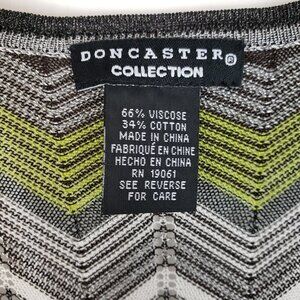 DONCASTER®
COLLECTION
66% VISCOSE
34% COTTON
MADE IN CHINA
FABRIQUÉ EN CHINE
HECHO EN CHINA
RN 19061
SEE REVERSE
FOR CARE